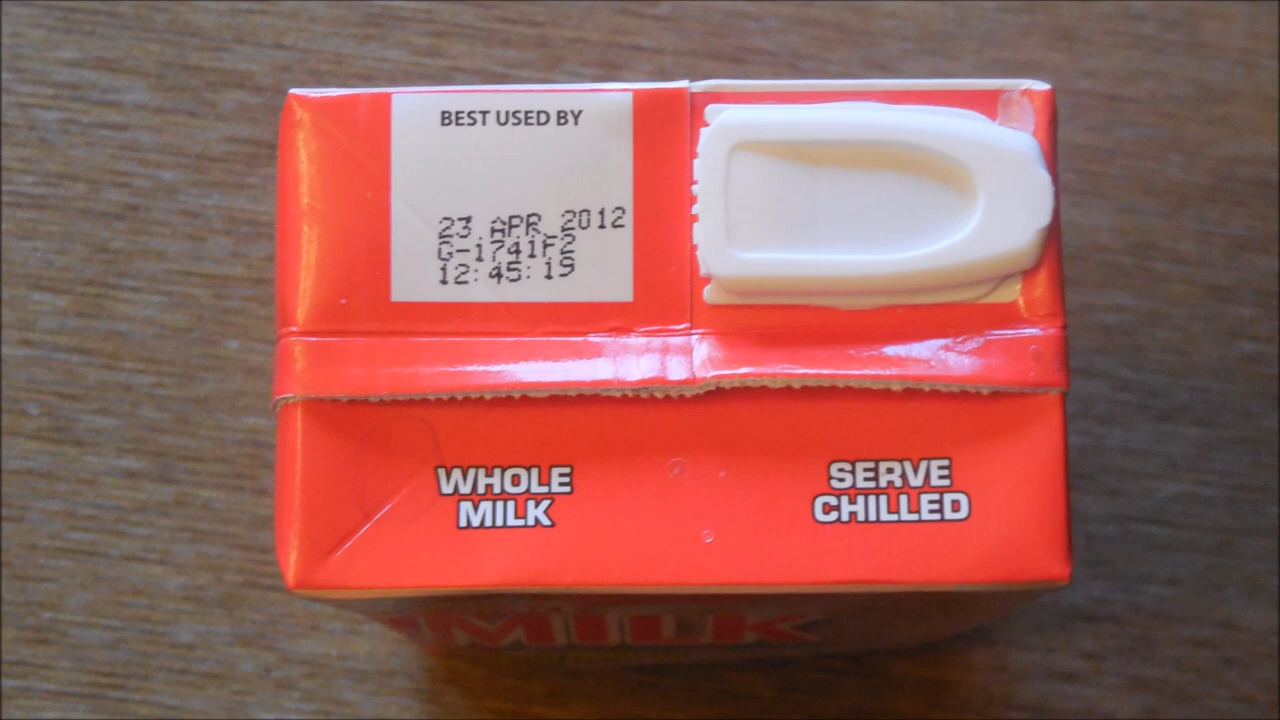 BEST USED BY
23 APR 2012
G-1741F2
12:45:19
WHOLE
MILK
SERVE
CHILLED
MILK